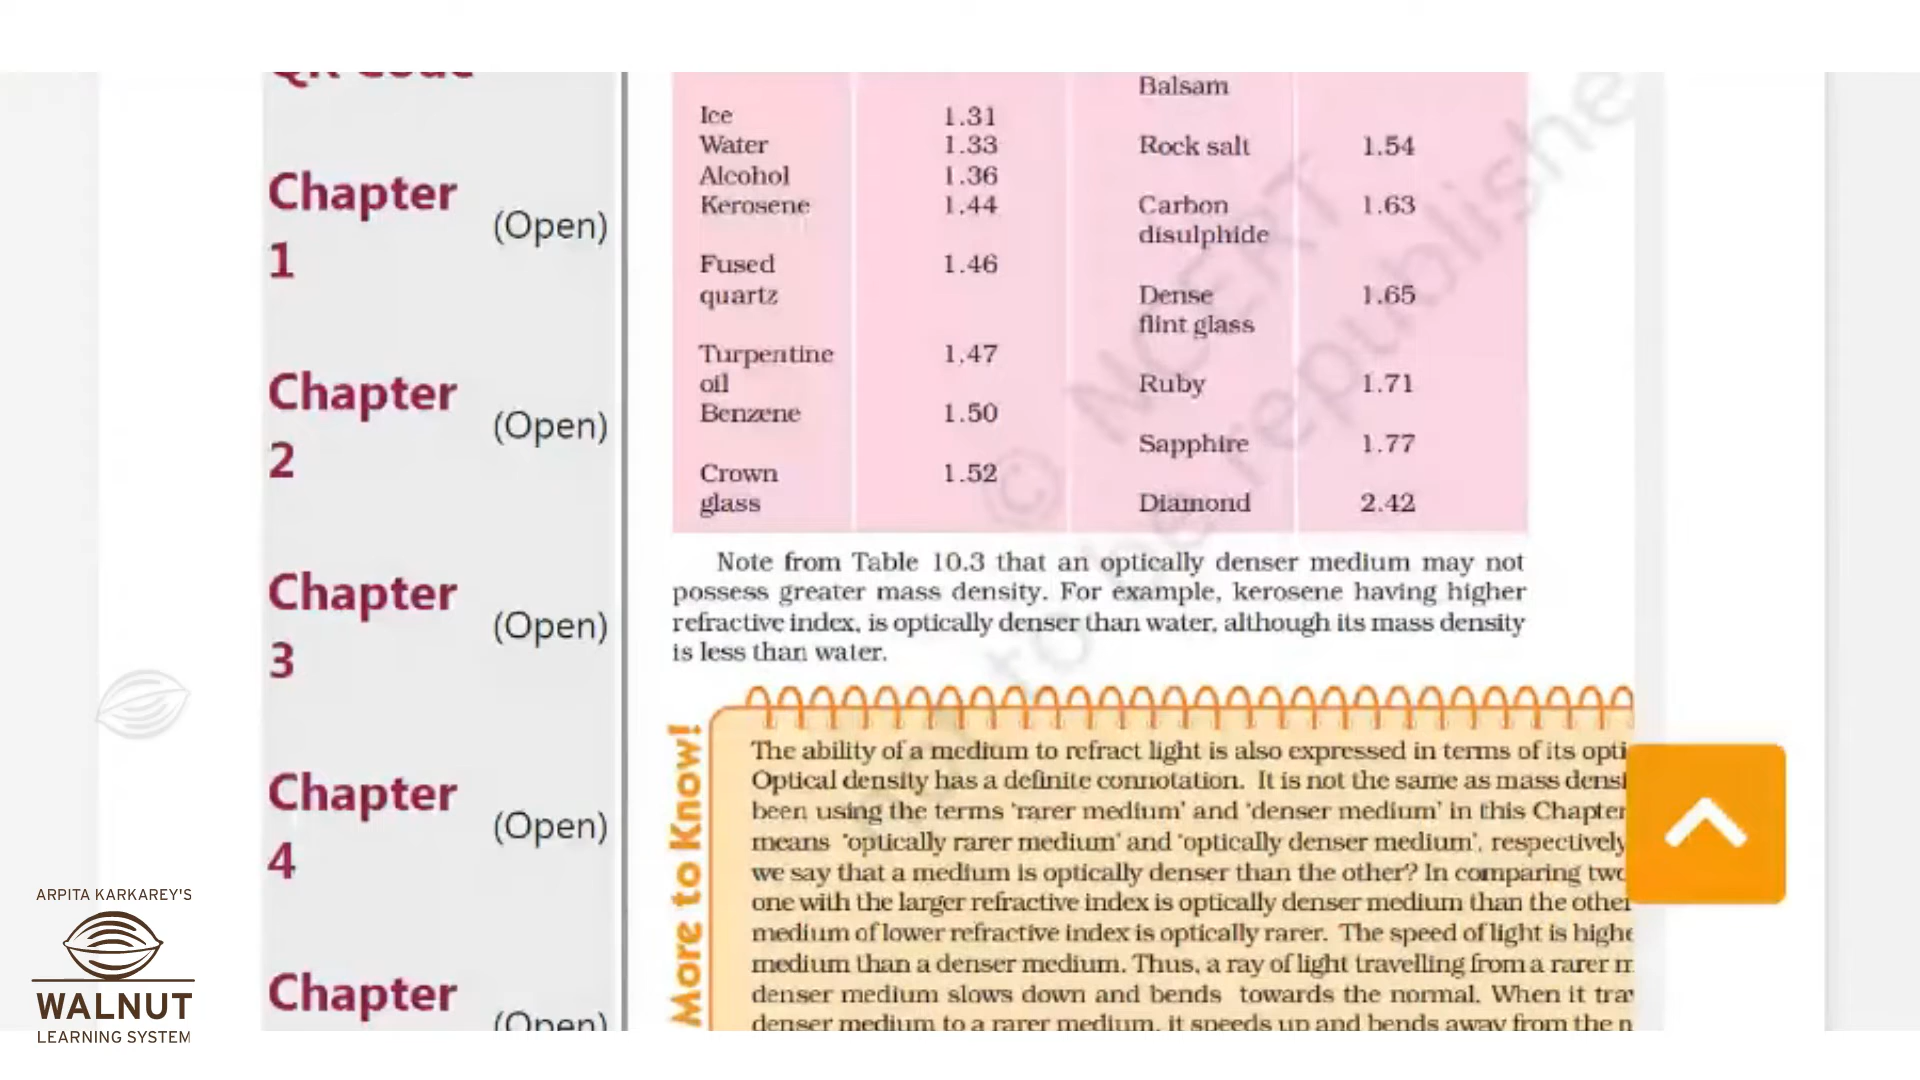 QR Code
Chapter
1
(Open)
Chapter
2
(Open)
Chapter
3
(Open)
Chapter
4
(Open)
Chapter
(Open)
Balsam
Ice 1.31
Water 1.33
Rock salt 1.54
Alcohol 1.36
Kerosene 1.44
Carbon 1.63
disulphide
Fused 1.46
quartz
Dense 1.65
flint glass
Turpentine 1.47
oil
Ruby 1.71
Benzene 1.50
Sapphire 1.77
Crown 1.52
glass
Diamond 2.42
© NCERT
not to be republishe
Note from Table 10.3 that an optically denser medium may not
possess greater mass density. For example, kerosene having higher
refractive index, is optically denser than water, although its mass density
is less than water.
More to Know!
The ability of a medium to refract light is also expressed in terms of its opti
Optical density has a definite connotation. It is not the same as mass densi
been using the terms ‘rarer medium’ and ‘denser medium’ in this Chapter
means ‘optically rarer medium’ and ‘optically denser medium’, respectively
we say that a medium is optically denser than the other? In comparing two
one with the larger refractive index is optically denser medium than the other
medium of lower refractive index is optically rarer. The speed of light is highe
medium than a denser medium. Thus, a ray of light travelling from a rarer m
denser medium slows down and bends towards the normal. When it tra
denser medium to a rarer medium, it speeds up and bends away from the n
ARPITA KARKAREY'S
WALNUT
LEARNING SYSTEM